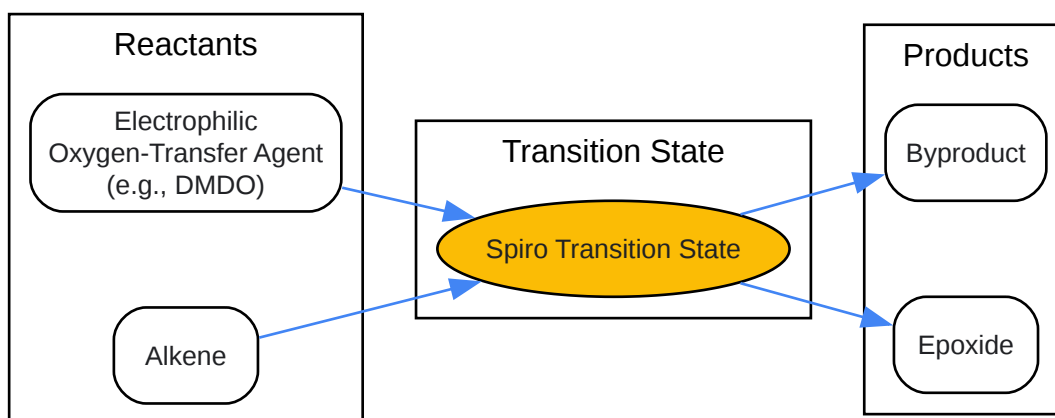 Reactants
Electrophilic
Oxygen-Transfer Agent
(e.g., DMDO)
Alkene
Transition State
Spiro Transition State
Products
Byproduct
Epoxide